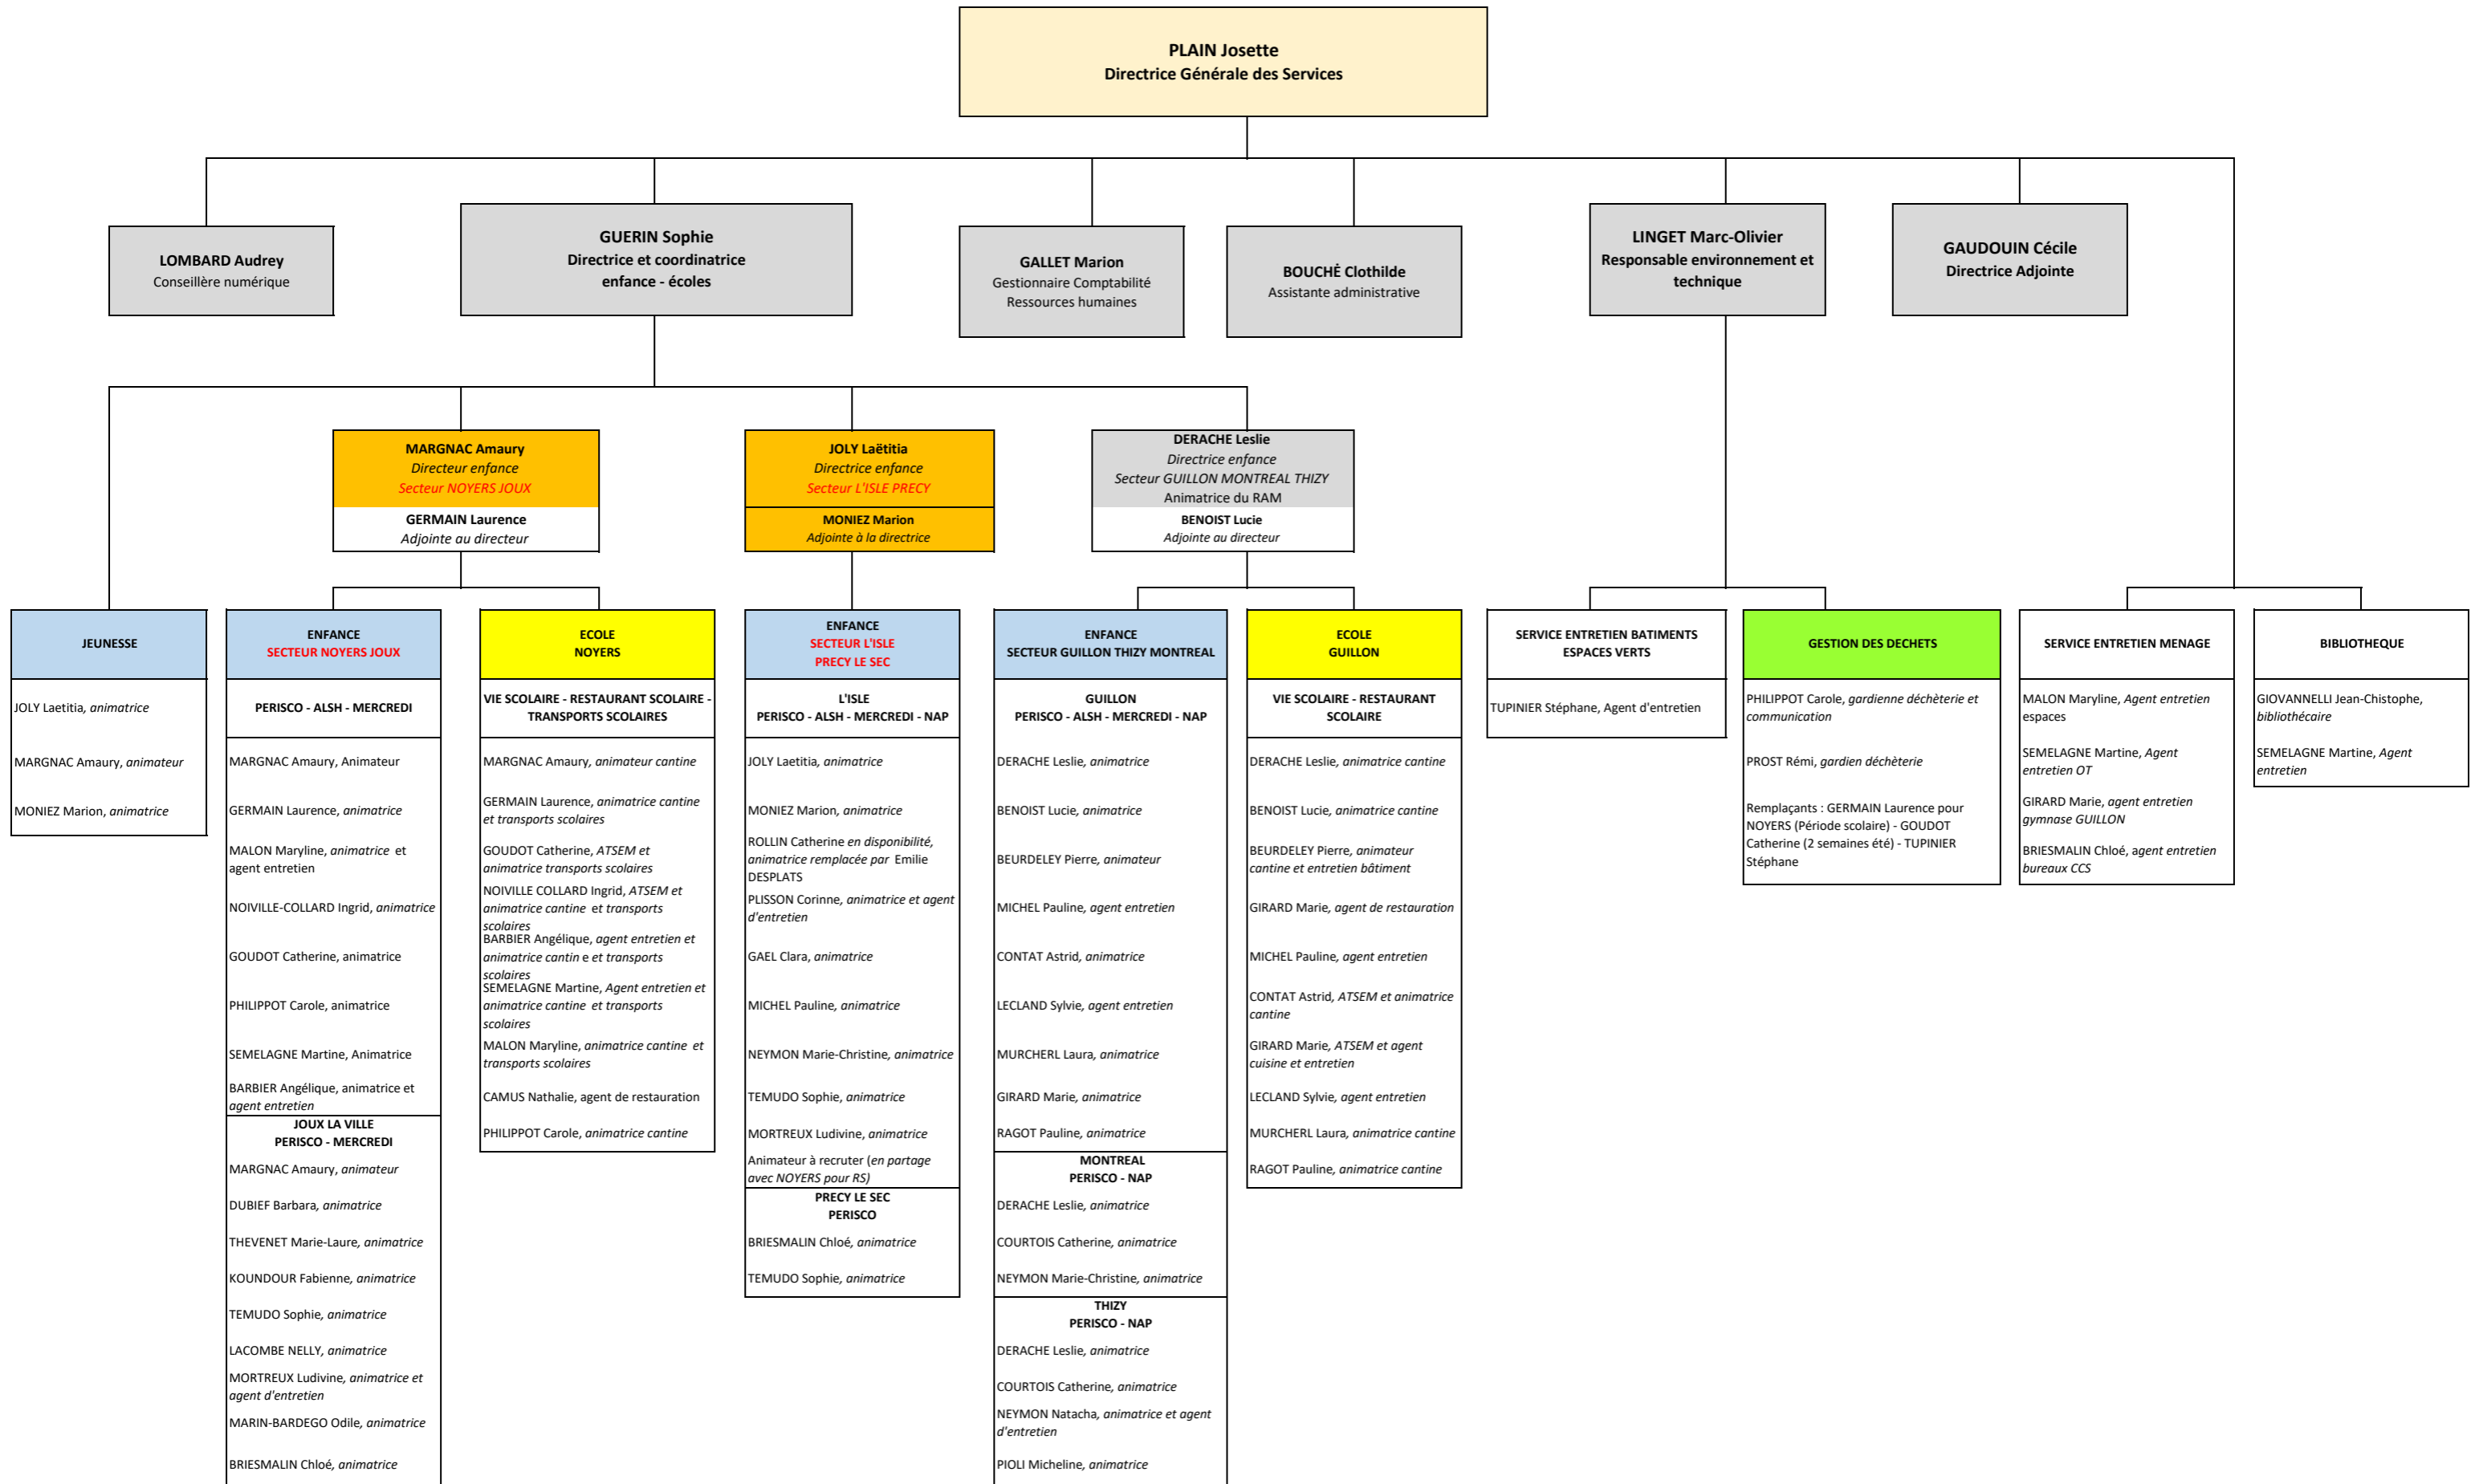 PLAIN Josette
Directrice Générale des Services
LOMBARD Audrey
Conseillère numérique
GUERIN Sophie
Directrice et coordinatrice
enfance - écoles
GALLET Marion
Gestionnaire Comptabilité
Ressources humaines
BOUCHÉ Clothilde
Assistante administrative
LINGET Marc-Olivier
Responsable environnement et
technique
GAUDOUIN Cécile
Directrice Adjointe
MARGNAC Amaury
Directeur enfance
Secteur NOYERS JOUX
GERMAIN Laurence
Adjointe au directeur
JOLY Laëtitia
Directrice enfance
Secteur L'ISLE PRECY
MONIEZ Marion
Adjointe à la directrice
DERACHE Leslie
Directrice enfance
Secteur GUILLON MONTREAL THIZY
Animatrice du RAM
BENOIST Lucie
Adjointe au directeur
JEUNESSE
JOLY Laetitia, animatrice
MARGNAC Amaury, animateur
MONIEZ Marion, animatrice
ENFANCE
SECTEUR NOYERS JOUX
PERISCO - ALSH - MERCREDI
MARGNAC Amaury, Animateur
GERMAIN Laurence, animatrice
MALON Maryline, animatrice et
agent entretien
NOIVILLE-COLLARD Ingrid, animatrice
GOUDOT Catherine, animatrice
PHILIPPOT Carole, animatrice
SEMELAGNE Martine, Animatrice
BARBIER Angélique, animatrice et
agent entretien
JOUX LA VILLE
PERISCO - MERCREDI
MARGNAC Amaury, animateur
DUBIEF Barbara, animatrice
THEVENET Marie-Laure, animatrice
KOUNDOUR Fabienne, animatrice
TEMUDO Sophie, animatrice
LACOMBE NELLY, animatrice
MORTREUX Ludivine, animatrice et
agent d'entretien
MARIN-BARDEGO Odile, animatrice
BRIESMALIN Chloé, animatrice
ECOLE
NOYERS
VIE SCOLAIRE - RESTAURANT SCOLAIRE -
TRANSPORTS SCOLAIRES
MARGNAC Amaury, animateur cantine
GERMAIN Laurence, animatrice cantine
et transports scolaires
GOUDOT Catherine, ATSEM et
animatrice transports scolaires
NOIVILLE COLLARD Ingrid, ATSEM et
animatrice cantine et transports
scolaires
BARBIER Angélique, agent entretien et
animatrice cantin e et transports
scolaires
SEMELAGNE Martine, Agent entretien et
animatrice cantine et transports
scolaires
MALON Maryline, animatrice cantine et
transports scolaires
CAMUS Nathalie, agent de restauration
PHILIPPOT Carole, animatrice cantine
ENFANCE
SECTEUR L'ISLE
PRECY LE SEC
L'ISLE
PERISCO - ALSH - MERCREDI - NAP
JOLY Laetitia, animatrice
MONIEZ Marion, animatrice
ROLLIN Catherine en disponibilité,
animatrice remplacée par Emilie
DESPLATS
PLISSON Corinne, animatrice et agent
d'entretien
GAEL Clara, animatrice
MICHEL Pauline, animatrice
NEYMON Marie-Christine, animatrice
TEMUDO Sophie, animatrice
MORTREUX Ludivine, animatrice
Animateur à recruter (en partage
avec NOYERS pour RS)
PRECY LE SEC
PERISCO
BRIESMALIN Chloé, animatrice
TEMUDO Sophie, animatrice
ENFANCE
SECTEUR GUILLON THIZY MONTREAL
GUILLON
PERISCO - ALSH - MERCREDI - NAP
DERACHE Leslie, animatrice
BENOIST Lucie, animatrice
BEURDELEY Pierre, animateur
MICHEL Pauline, agent entretien
CONTAT Astrid, animatrice
LECLAND Sylvie, agent entretien
MURCHERL Laura, animatrice
GIRARD Marie, animatrice
RAGOT Pauline, animatrice
MONTREAL
PERISCO - NAP
DERACHE Leslie, animatrice
COURTOIS Catherine, animatrice
NEYMON Marie-Christine, animatrice
THIZY
PERISCO - NAP
DERACHE Leslie, animatrice
COURTOIS Catherine, animatrice
NEYMON Natacha, animatrice et agent
d'entretien
PIOLI Micheline, animatrice
ECOLE
GUILLON
VIE SCOLAIRE - RESTAURANT
SCOLAIRE
DERACHE Leslie, animatrice cantine
BENOIST Lucie, animatrice cantine
BEURDELEY Pierre, animateur
cantine et entretien bâtiment
GIRARD Marie, agent de restauration
MICHEL Pauline, agent entretien
CONTAT Astrid, ATSEM et animatrice
cantine
GIRARD Marie, ATSEM et agent
cuisine et entretien
LECLAND Sylvie, agent entretien
MURCHERL Laura, animatrice cantine
RAGOT Pauline, animatrice cantine
SERVICE ENTRETIEN BATIMENTS
ESPACES VERTS
TUPINIER Stéphane, Agent d'entretien
GESTION DES DECHETS
PHILIPPOT Carole, gardienne déchèterie et
communication
PROST Rémi, gardien déchèterie
Remplaçants : GERMAIN Laurence pour
NOYERS (Période scolaire) - GOUDOT
Catherine (2 semaines été) - TUPINIER
Stéphane
SERVICE ENTRETIEN MENAGE
MALON Maryline, Agent entretien
espaces
SEMELAGNE Martine, Agent
entretien OT
GIRARD Marie, agent entretien
gymnase GUILLON
BRIESMALIN Chloé, agent entretien
bureaux CCS
BIBLIOTHEQUE
GIOVANNELLI Jean-Chistophe,
bibliothécaire
SEMELAGNE Martine, Agent
entretien